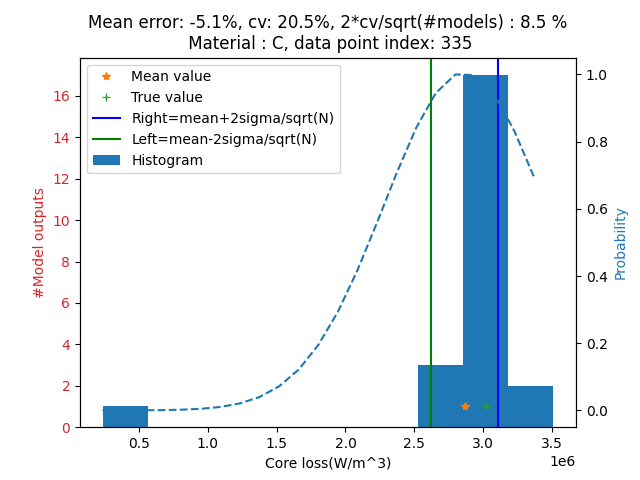 Mean error: -5.1%, cv: 20.5%, 2*cv/sqrt(#models) : 8.5 %
Material : C, data point index: 335
Mean value
True value
Right=mean+2sigma/sqrt(N)
Left=mean-2sigma/sqrt(N)
Histogram
#Model outputs
16
14
12
10
8
6
4
2
0
1.0
0.8
0.6
0.4
0.2
0.0
Probability
0.5 1.0 1.5 2.0 2.5 3.0 3.5
Core loss(W/m^3)
1e6